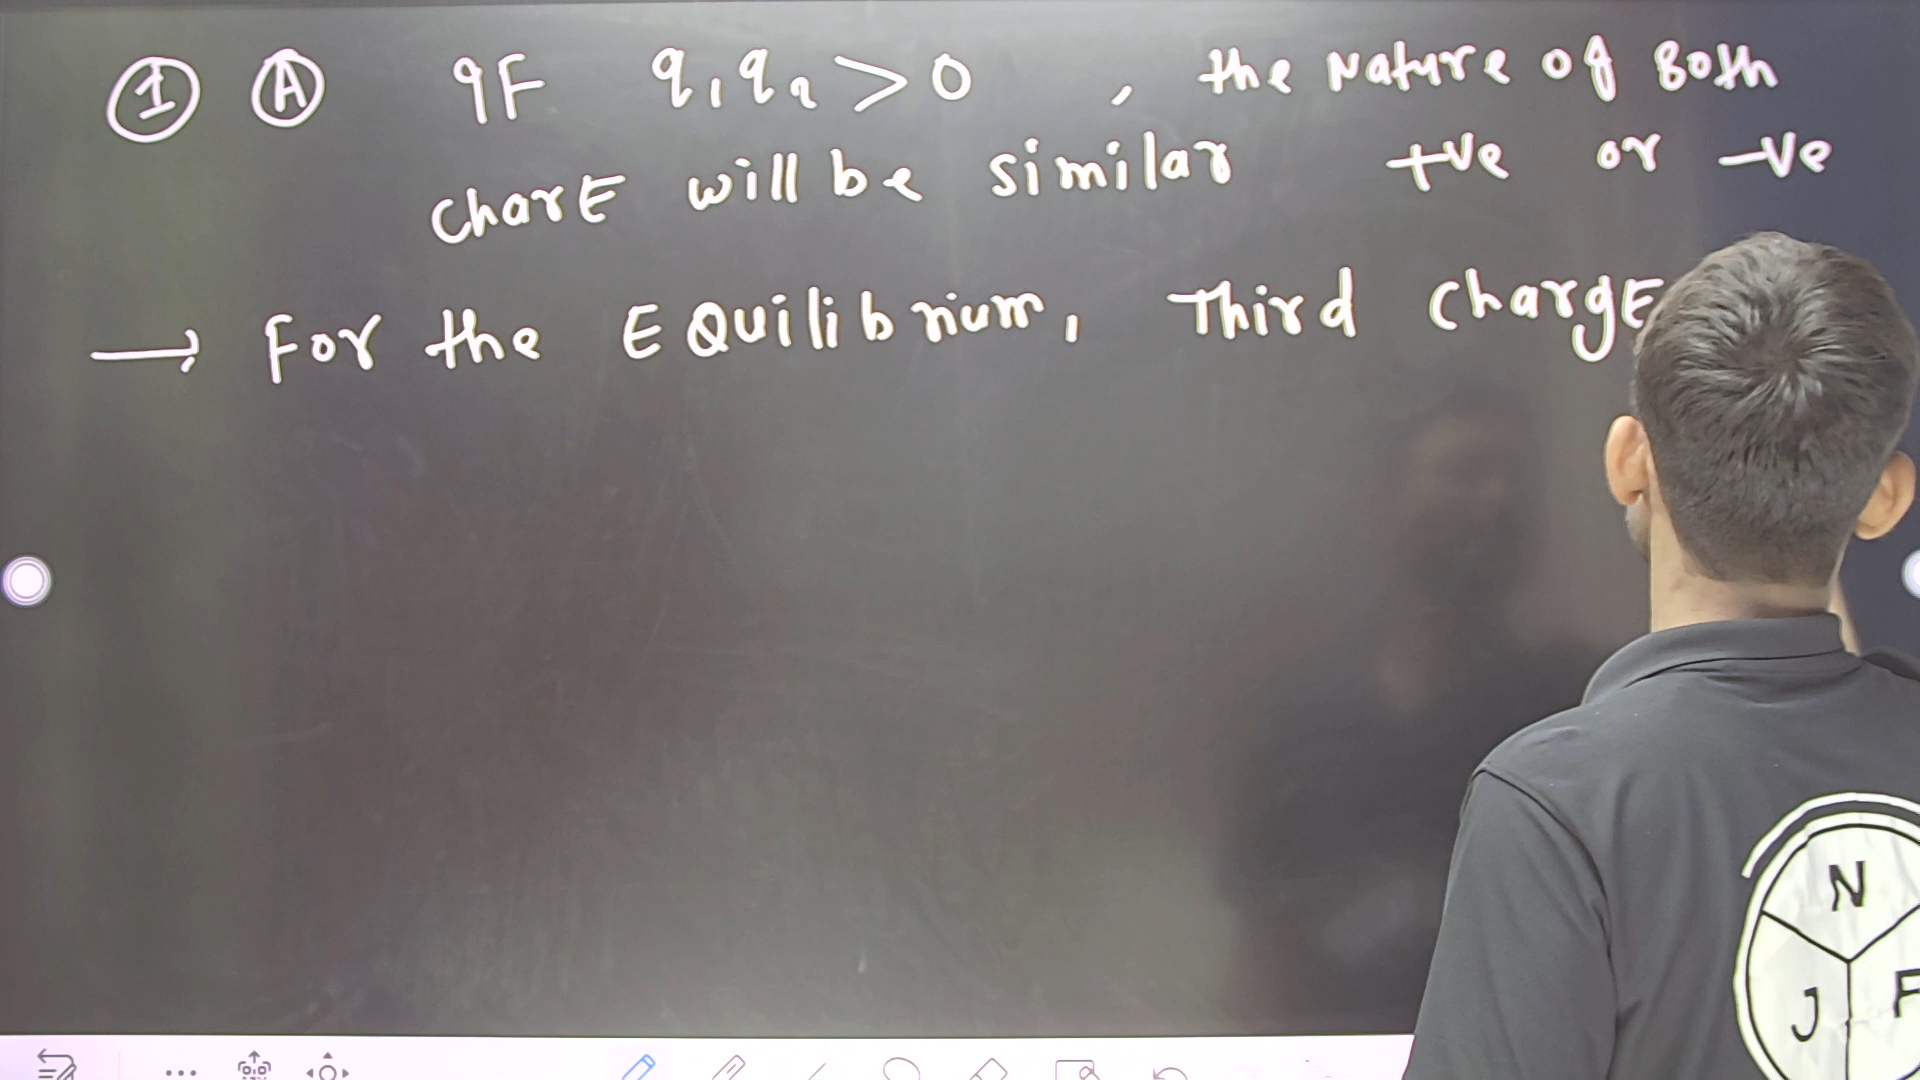 ① Ⓐ IF q₁q₂ > 0 , the Nature of Both
CharE will be similar +ve or -ve
→ For the EQuilibrium, Third ChargE
N
J F